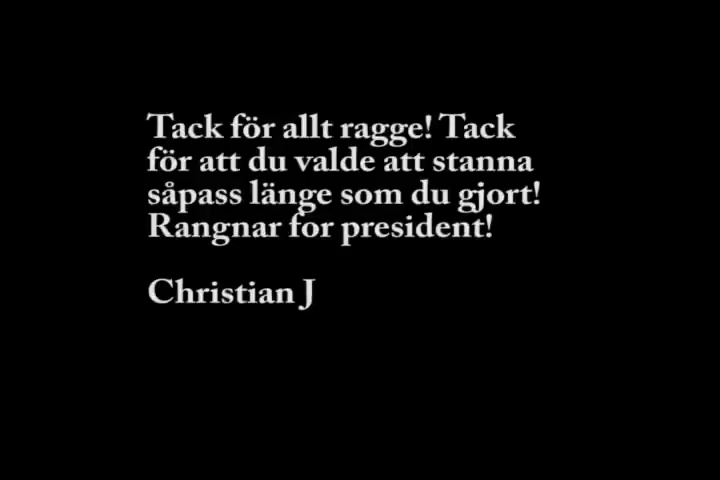 Tack för allt ragge! Tack
för att du valde att stanna
såpass länge som du gjort!
Rangnar for president!
Christian J